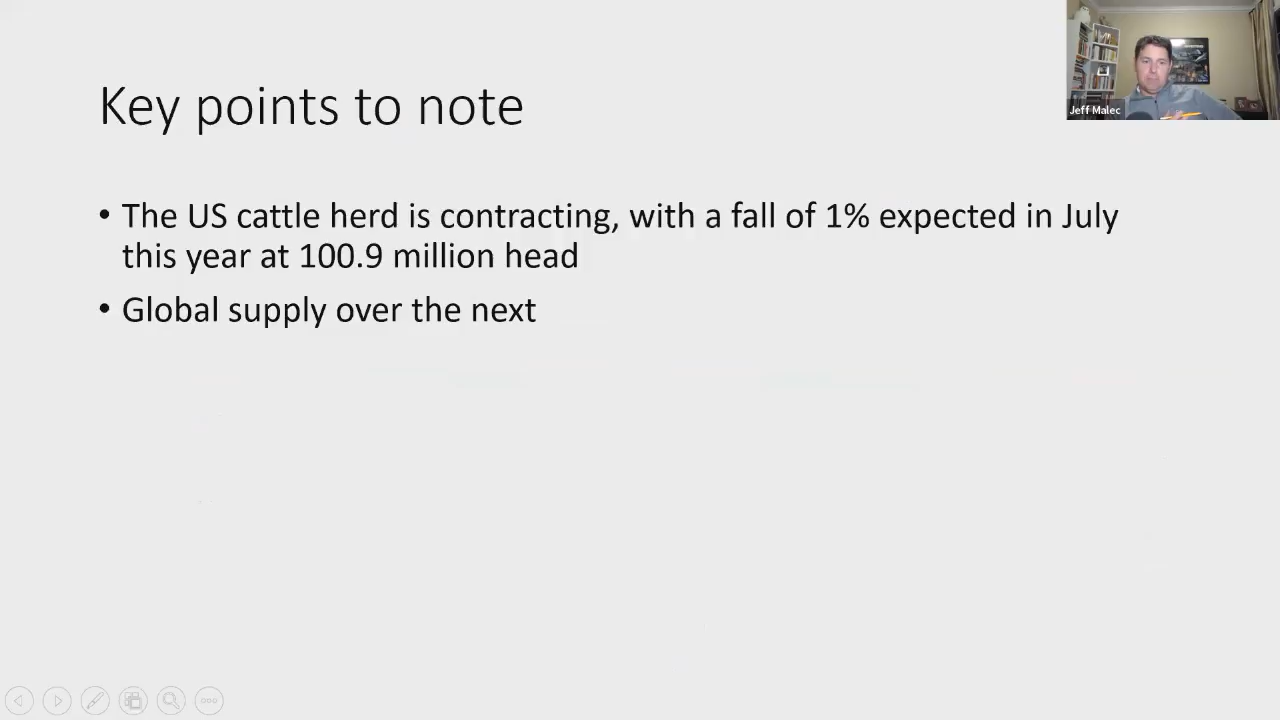 Key points to note
Jeff Malec
• The US cattle herd is contracting, with a fall of 1% expected in July
this year at 100.9 million head
• Global supply over the next